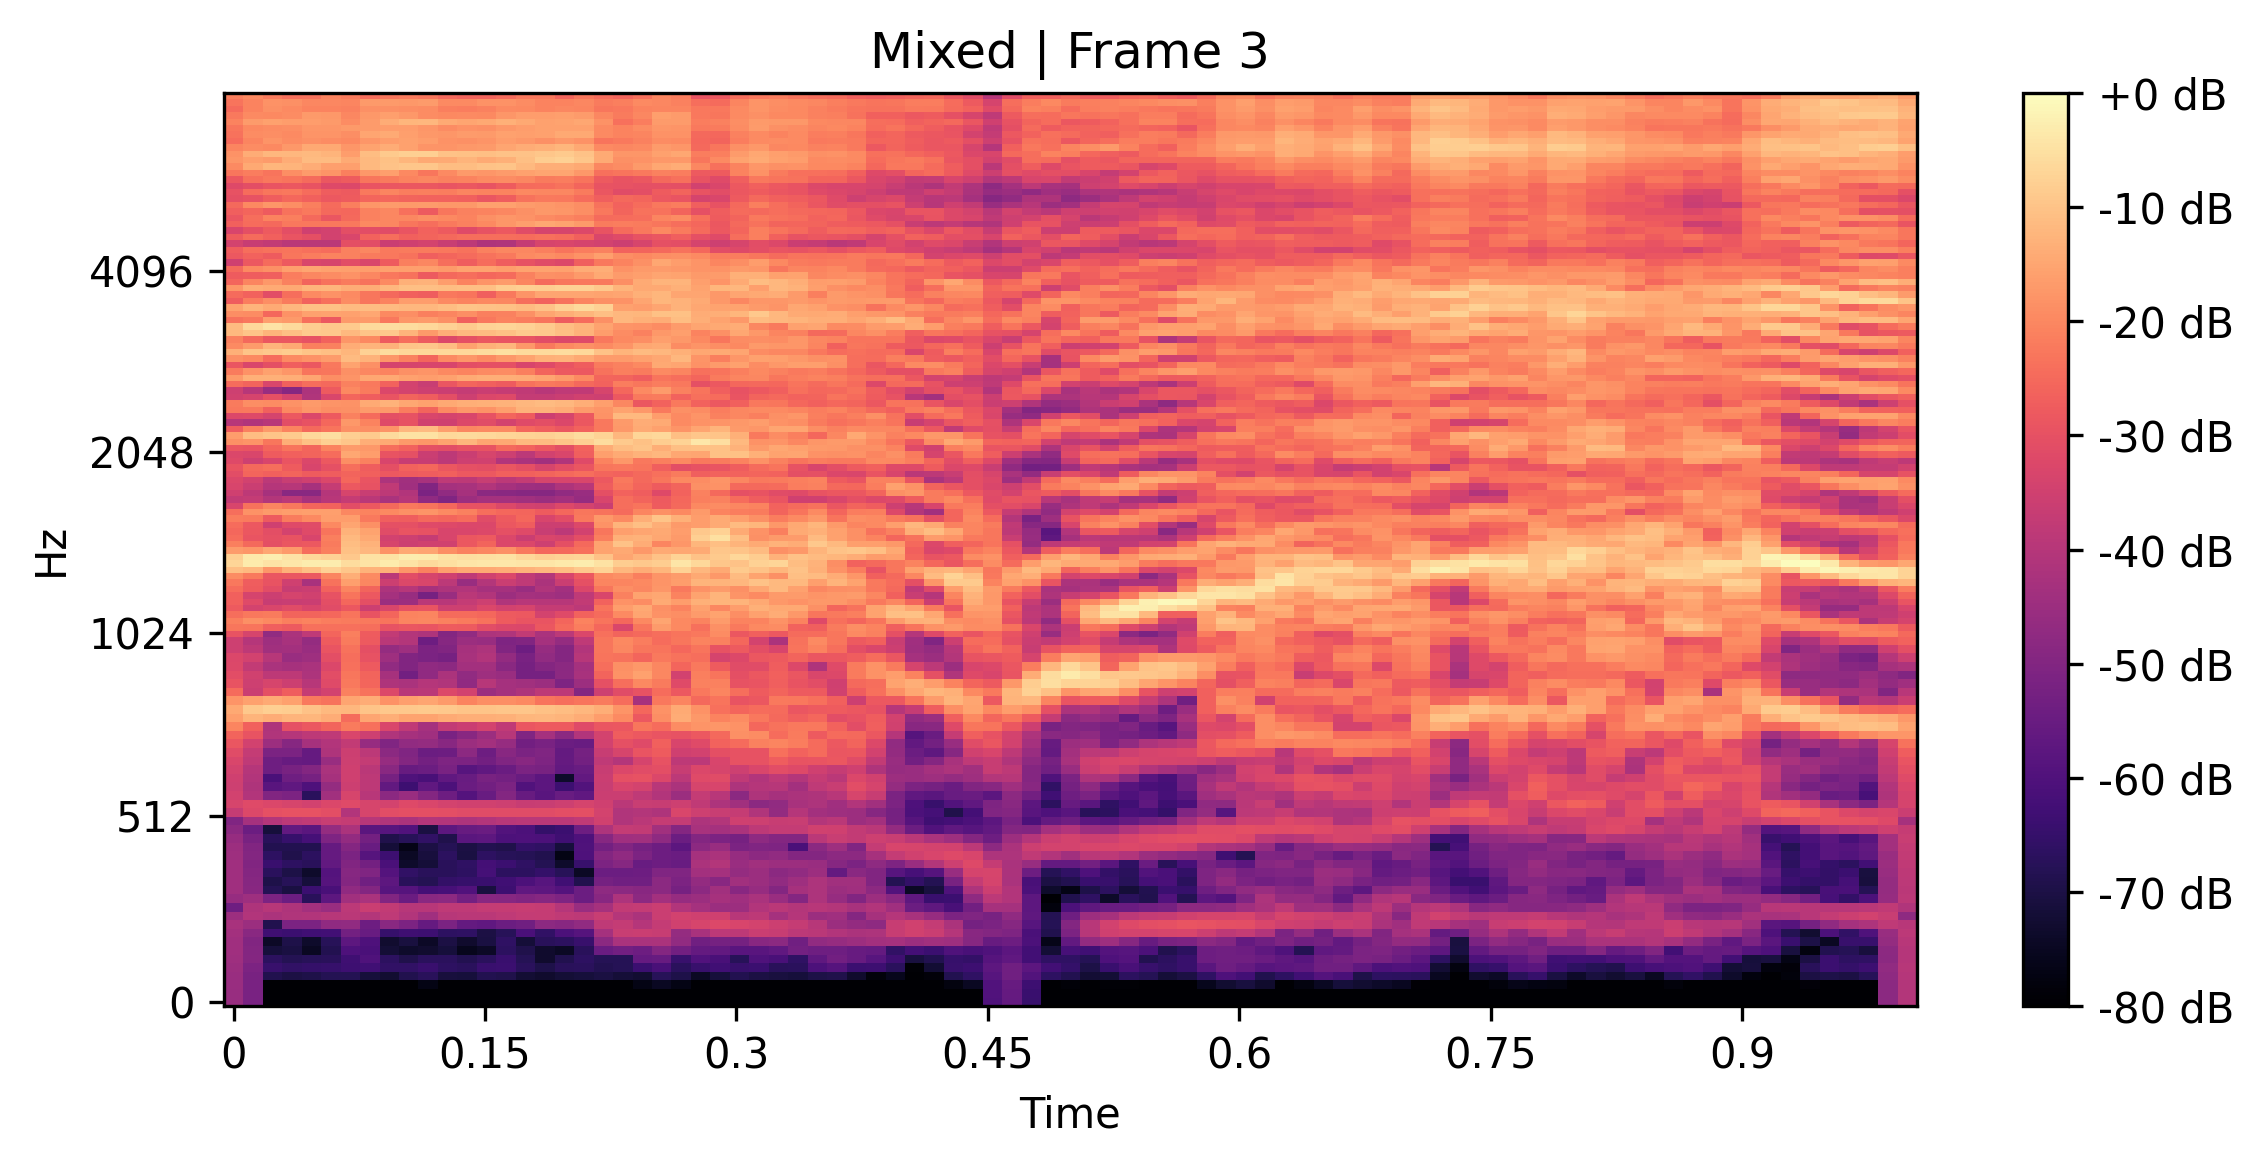 Mixed | Frame 3
Hz
4096
2048
1024
512
0
0 0.15 0.3 0.45 0.6 0.75 0.9
Time
+0 dB
-10 dB
-20 dB
-30 dB
-40 dB
-50 dB
-60 dB
-70 dB
-80 dB